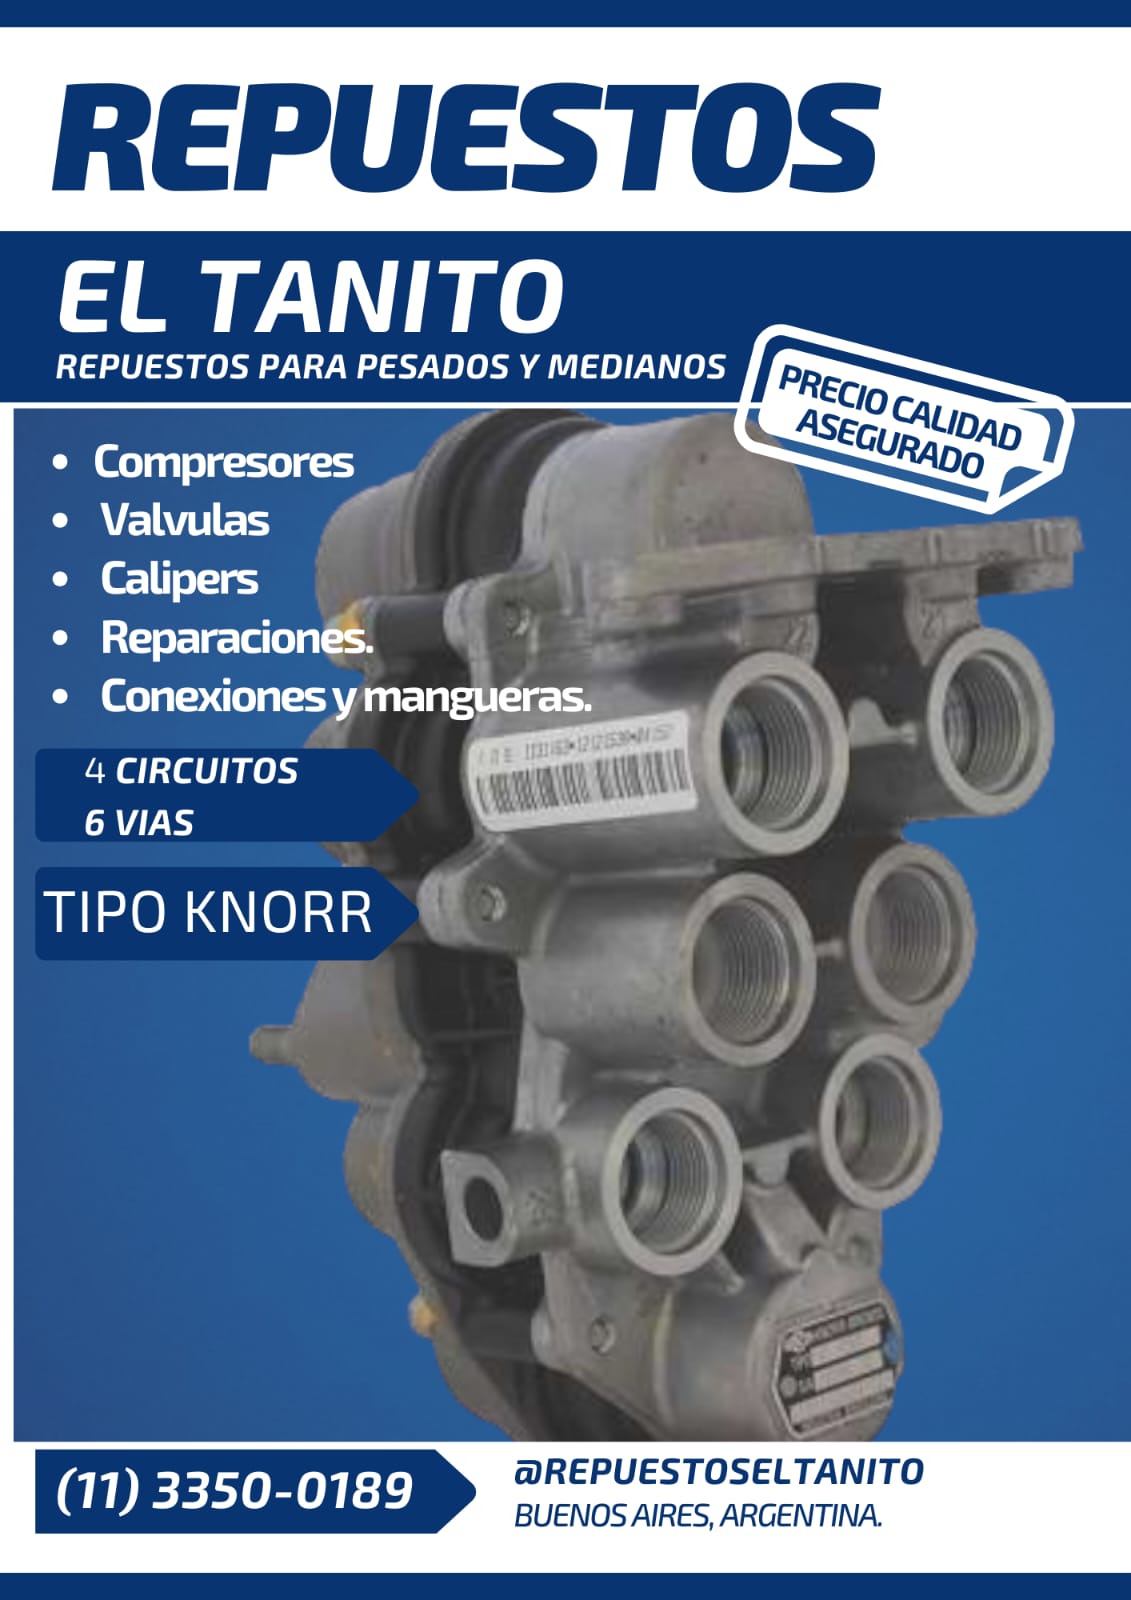 REPUESTOS
EL TANITO
REPUESTOS PARA PESADOS Y MEDIANOS
PRECIO CALIDAD
ASEGURADO
• Compresores
• Valvulas
• Calipers
• Reparaciones.
• Conexiones y mangueras.
4 CIRCUITOS
6 VIAS
TIPO KNORR
(11) 3350-0189
@REPUESTOSELTANITO
BUENOS AIRES, ARGENTINA.